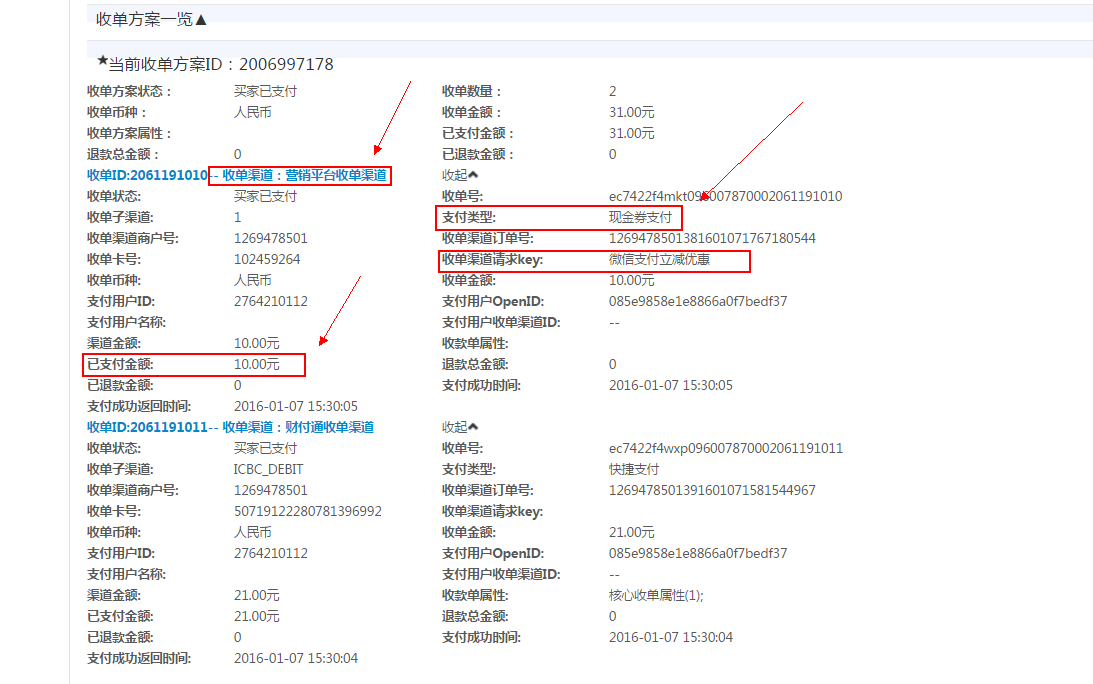 收单方案一览▲
★当前收单方案ID：2006997178
收单方案状态： 买家已支付 收单数量： 2
收单币种： 人民币 收单金额： 31.00元
收单方案属性： 已支付金额： 31.00元
退款总金额： 0 已退款金额： 0
收单ID:2061191010-- 收单渠道：营销平台收单渠道 收起
收单状态: 买家已支付 收单号: ec7422f4mkt096007870002061191010
收单子渠道: 1 支付类型: 现金券支付
收单渠道商户号: 1269478501 收单渠道订单号: 1269478501381601071767180544
收单卡号: 102459264 收单渠道请求key: 微信支付立减优惠
收单币种: 人民币 收单金额: 10.00元
支付用户ID: 2764210112 支付用户OpenID: 085e9858e1e8866a0f7bedf37
支付用户名称: 支付用户收单渠道ID: --
渠道金额: 10.00元 收款单属性:
已支付金额: 10.00元 退款总金额: 0
已退款金额: 0 支付成功时间: 2016-01-07 15:30:05
支付成功返回时间: 2016-01-07 15:30:05
收单ID:2061191011-- 收单渠道：财付通收单渠道 收起
收单状态: 买家已支付 收单号: ec7422f4wxp096007870002061191011
收单子渠道: ICBC_DEBIT 支付类型: 快捷支付
收单渠道商户号: 1269478501 收单渠道订单号: 1269478501391601071581544967
收单卡号: 50719122280781396992 收单渠道请求key:
收单币种: 人民币 收单金额: 21.00元
支付用户ID: 2764210112 支付用户OpenID: 085e9858e1e8866a0f7bedf37
支付用户名称: 支付用户收单渠道ID: --
渠道金额: 21.00元 收款单属性: 核心收单属性(1);
已支付金额: 21.00元 退款总金额: 0
已退款金额: 0 支付成功时间: 2016-01-07 15:30:04
支付成功返回时间: 2016-01-07 15:30:04